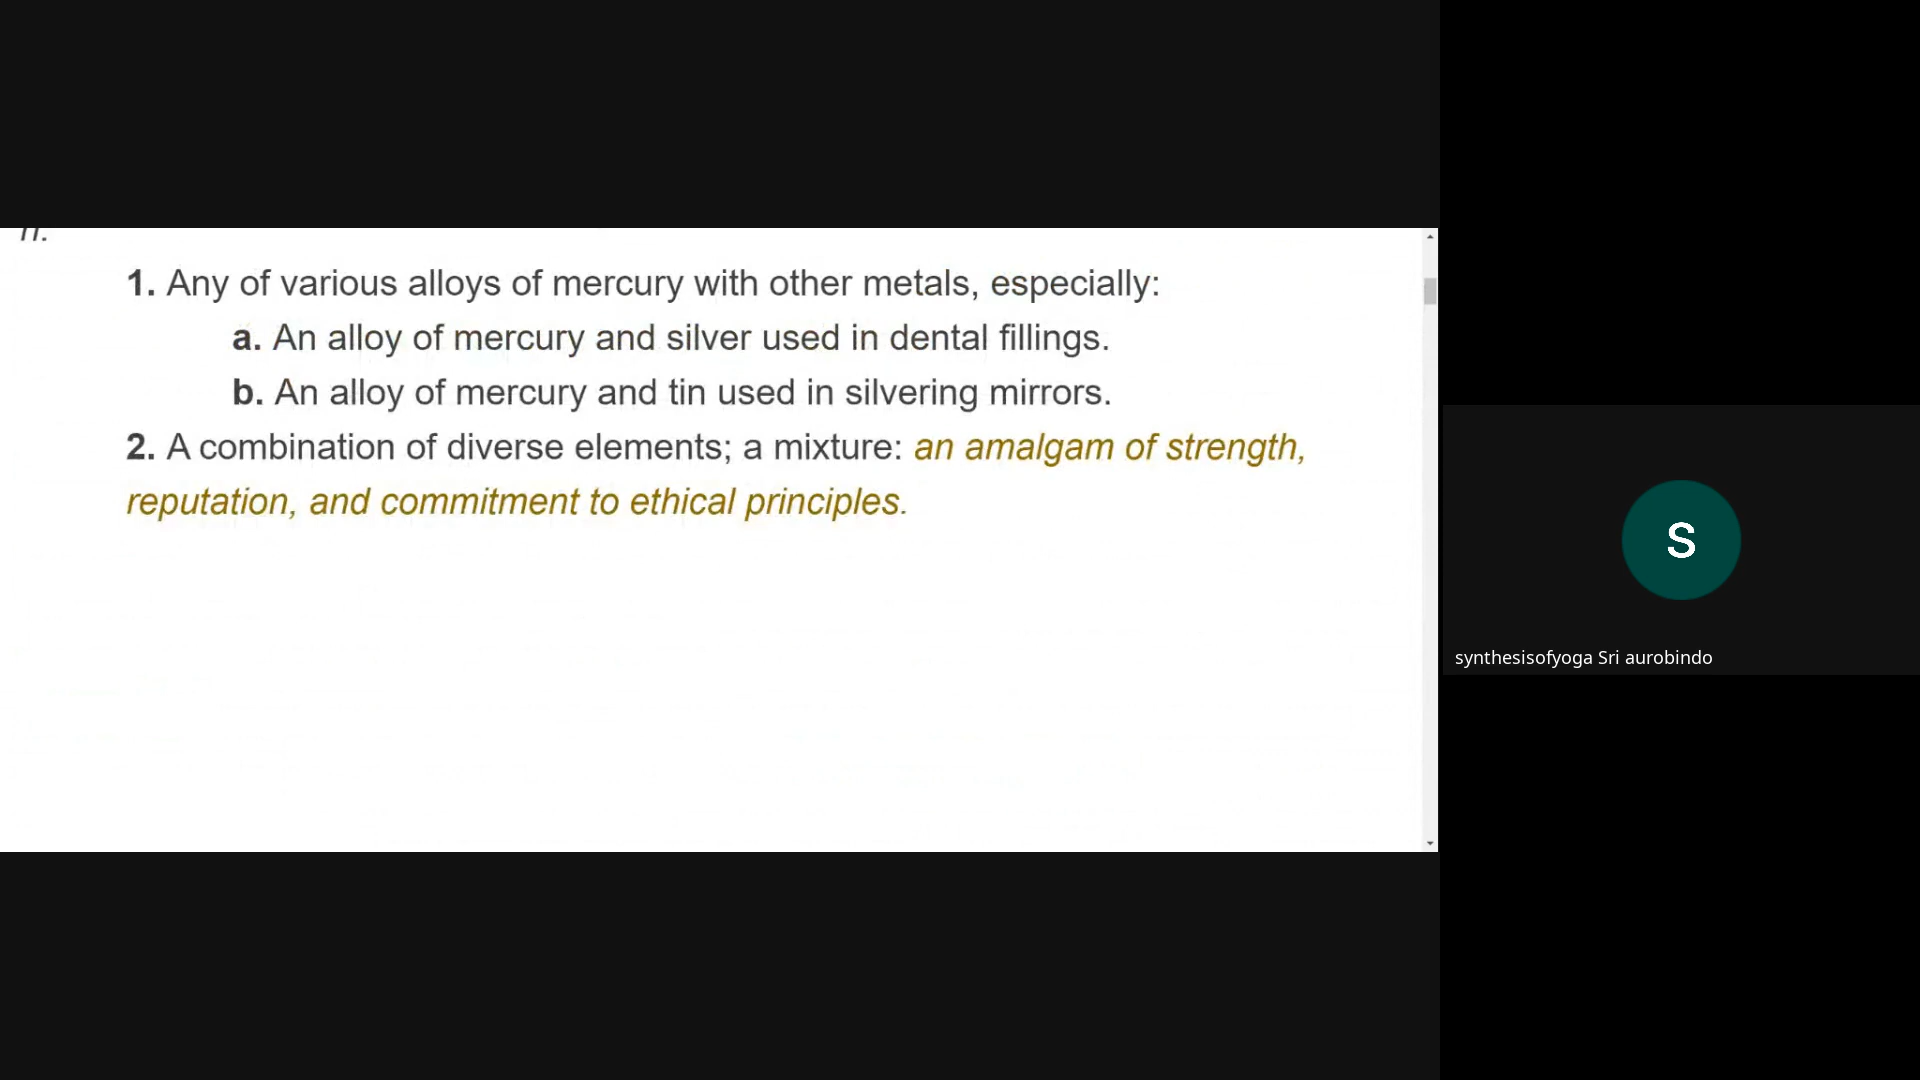 n.
1. Any of various alloys of mercury with other metals, especially:
a. An alloy of mercury and silver used in dental fillings.
b. An alloy of mercury and tin used in silvering mirrors.
2. A combination of diverse elements; a mixture: an amalgam of strength,
reputation, and commitment to ethical principles.
S
synthesisofyoga Sri aurobindo